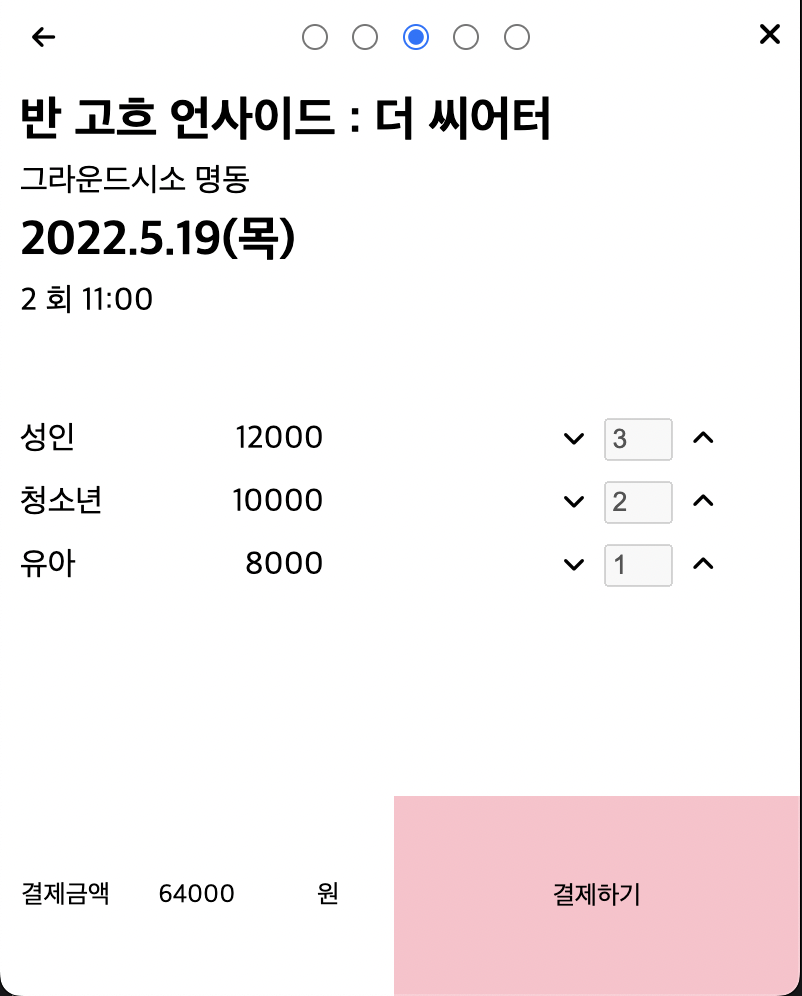 반 고흐 언사이드 : 더 씨어터
그라운드시소 명동
2022.5.19(목)
2 회 11:00
성인 12000 3
청소년 10000 2
유아 8000 1
결제금액 64000 원 결제하기